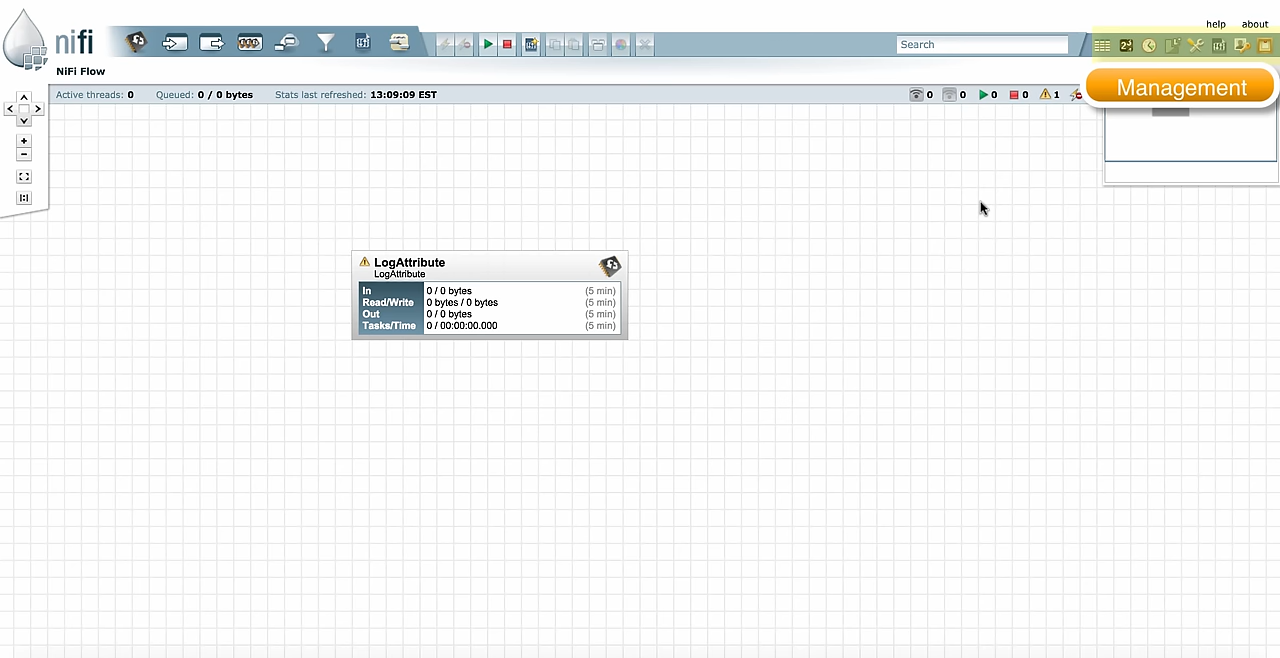 help about
nifi
Search
NiFi Flow
Management
Active threads: 0 Queued: 0 / 0 bytes Stats last refreshed: 13:09:09 EST 0 0 0 0 1
LogAttribute
LogAttribute
In 0 / 0 bytes (5 min)
Read/Write 0 bytes / 0 bytes (5 min)
Out 0 / 0 bytes (5 min)
Tasks/Time 0 / 00:00:00.000 (5 min)